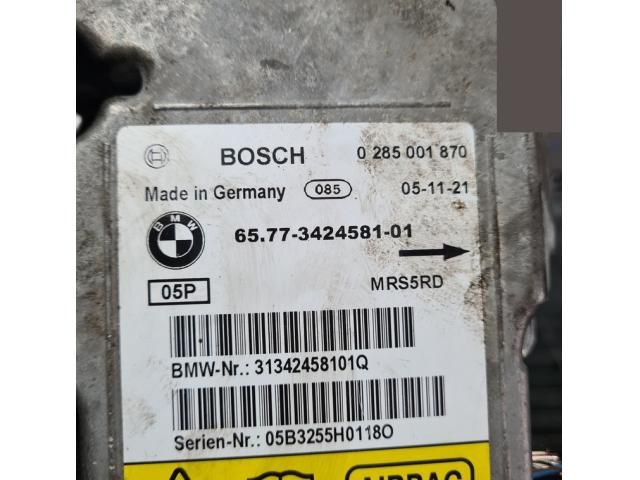 BOSCH 0 285 001 870
Made in Germany 085 05-11-21
BMW 65.77-3424581-01
05P MRS5RD
BMW-Nr.: 31342458101Q
Serien-Nr.: 05B3255H0118O
AIRBAG